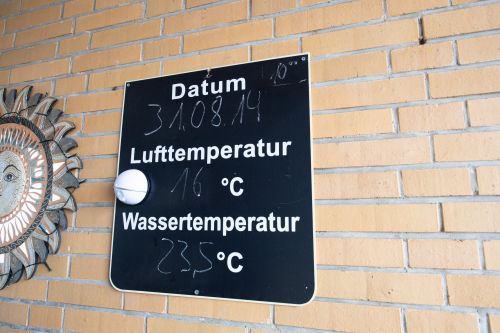 Datum
31.08.14
Lufttemperatur
16 °C
Wassertemperatur
23,5 °C